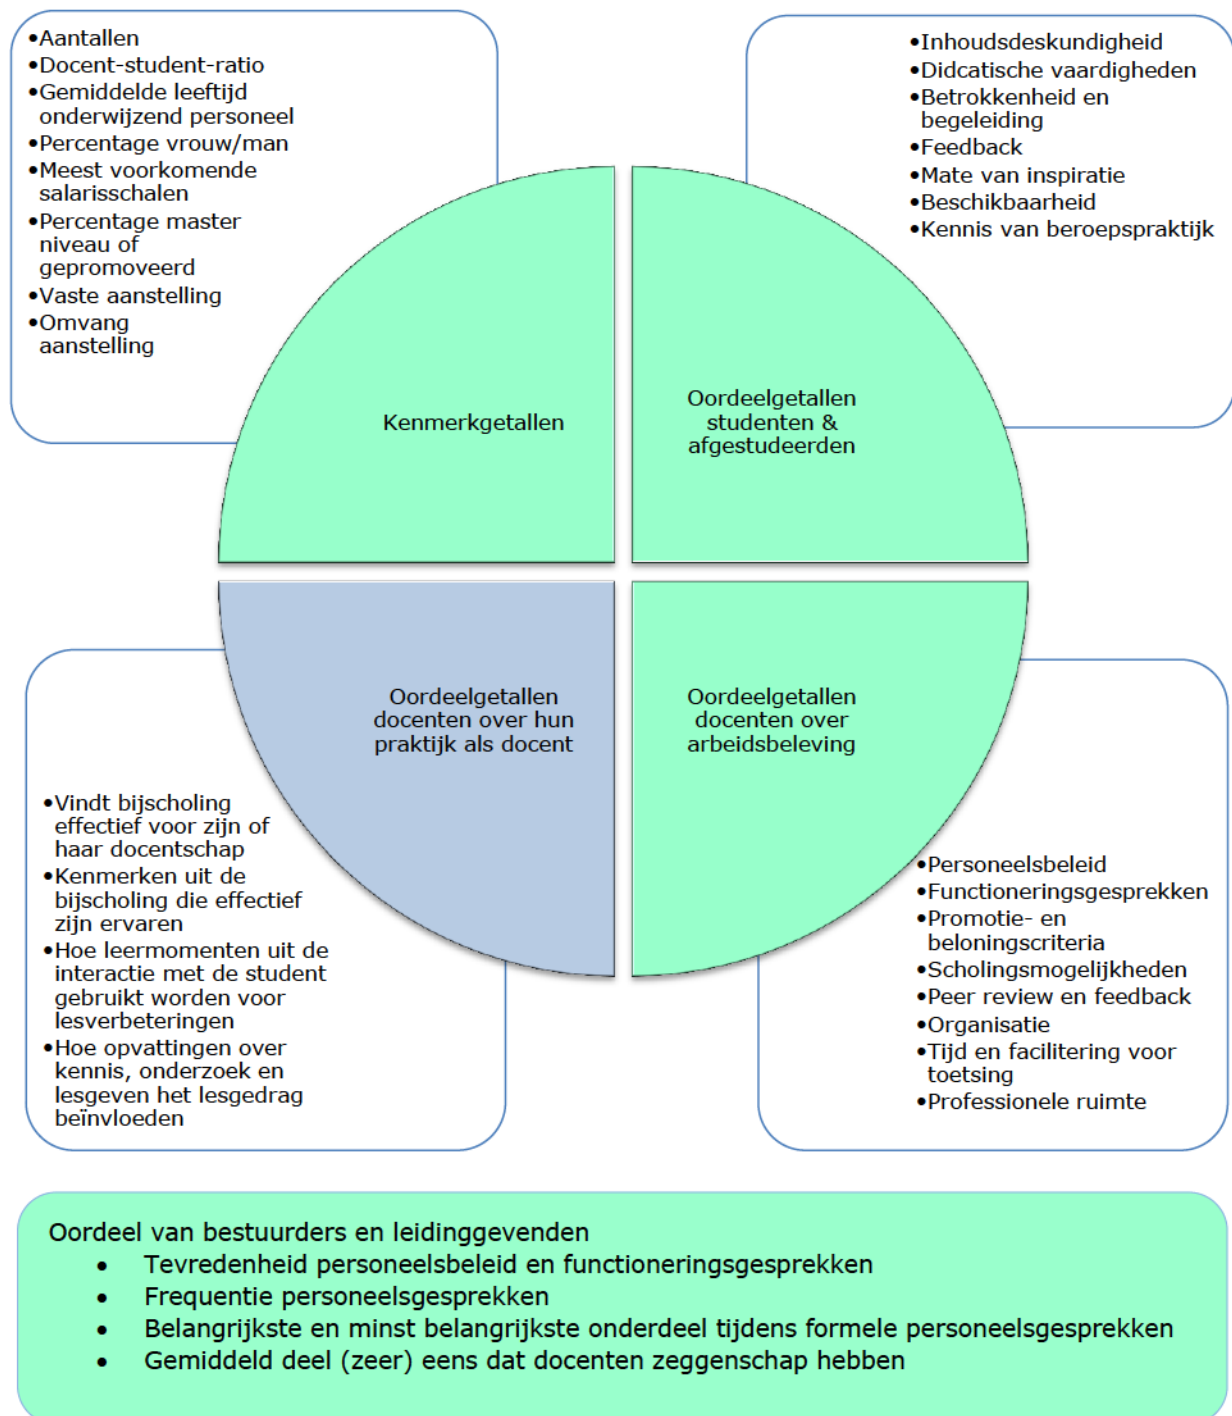 •Aantallen
•Docent-student-ratio
•Gemiddelde leeftijd
onderwijzend personeel
•Percentage vrouw/man
•Meest voorkomende
salarisschalen
•Percentage master
niveau of
gepromoveerd
•Vaste aanstelling
•Omvang
aanstelling
•Inhoudsdeskundigheid
•Didcatische vaardigheden
•Betrokkenheid en
begeleiding
•Feedback
•Mate van inspiratie
•Beschikbaarheid
•Kennis van beroepspraktijk
Kenmerkgetallen
Oordeelgetallen
studenten &
afgestudeerden
Oordeelgetallen
docenten over hun
praktijk als docent
Oordeelgetallen
docenten over
arbeidsbeleving
•Vindt bijscholing
effectief voor zijn of
haar docentschap
•Kenmerken uit de
bijscholing die effectief
zijn ervaren
•Hoe leermomenten uit de
interactie met de student
gebruikt worden voor
lesverbeteringen
•Hoe opvattingen over
kennis, onderzoek en
lesgeven het lesgedrag
beïnvloeden
•Personeelsbeleid
•Functioneringsgesprekken
•Promotie- en
beloningscriteria
•Scholingsmogelijkheden
•Peer review en feedback
•Organisatie
•Tijd en facilitering voor
toetsing
•Professionele ruimte
Oordeel van bestuurders en leidinggevenden
• Tevredenheid personeelsbeleid en functioneringsgesprekken
• Frequentie personeelsgesprekken
• Belangrijkste en minst belangrijkste onderdeel tijdens formele personeelsgesprekken
• Gemiddeld deel (zeer) eens dat docenten zeggenschap hebben